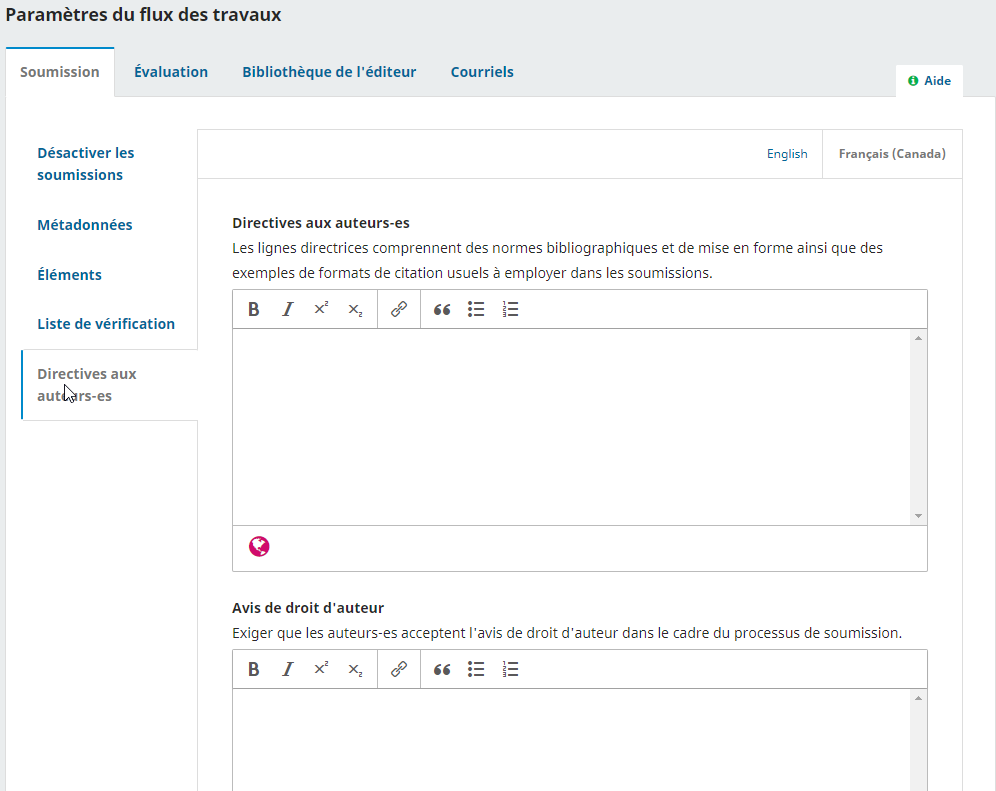 Paramètres du flux des travaux
Soumission
Évaluation
Bibliothèque de l'éditeur
Courriels
Aide
Désactiver les
soumissions
Métadonnées
Éléments
Liste de vérification
Directives aux
auteurs-es
English
Français (Canada)
Directives aux auteurs-es
Les lignes directrices comprennent des normes bibliographiques et de mise en forme ainsi que des
exemples de formats de citation usuels à employer dans les soumissions.
Avis de droit d'auteur
Exiger que les auteurs-es acceptent l'avis de droit d'auteur dans le cadre du processus de soumission.